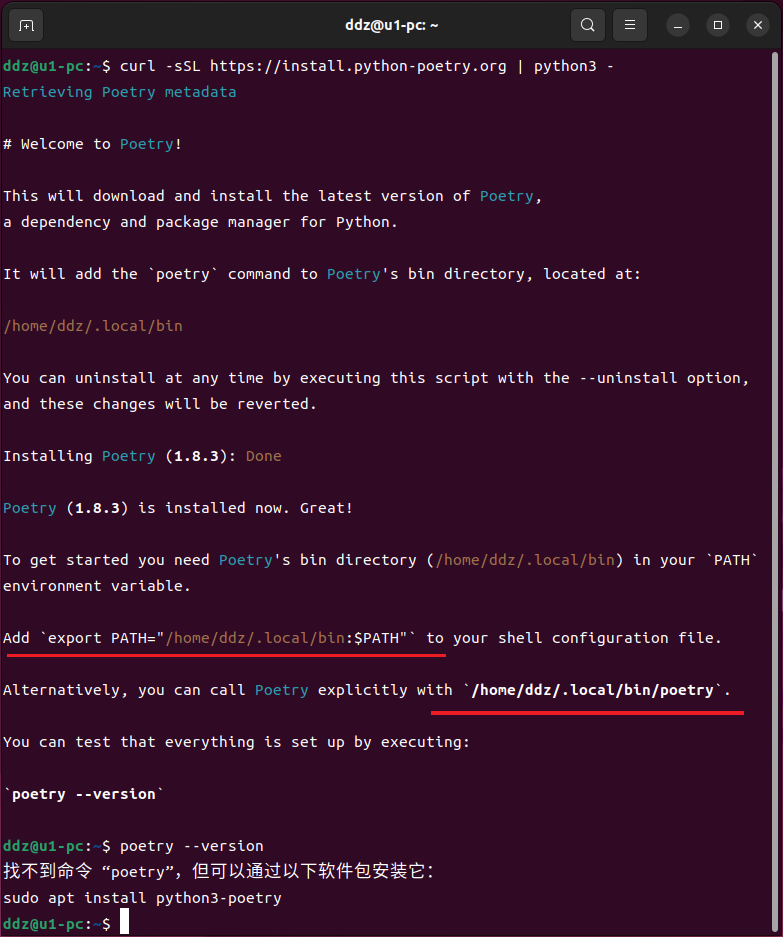 ddz@u1-pc: ~
ddz@u1-pc:~$ curl -sSL https://install.python-poetry.org | python3 -
Retrieving Poetry metadata
# Welcome to Poetry!
This will download and install the latest version of Poetry,
a dependency and package manager for Python.
It will add the `poetry` command to Poetry's bin directory, located at:
/home/ddz/.local/bin
You can uninstall at any time by executing this script with the --uninstall option,
and these changes will be reverted.
Installing Poetry (1.8.3): Done
Poetry (1.8.3) is installed now. Great!
To get started you need Poetry's bin directory (/home/ddz/.local/bin) in your `PATH`
environment variable.
Add `export PATH="/home/ddz/.local/bin:$PATH"` to your shell configuration file.
Alternatively, you can call Poetry explicitly with `/home/ddz/.local/bin/poetry`.
You can test that everything is set up by executing:
`poetry --version`
ddz@u1-pc:~$ poetry --version
找不到命令 “poetry”，但可以通过以下软件包安装它：
sudo apt install python3-poetry
ddz@u1-pc:~$